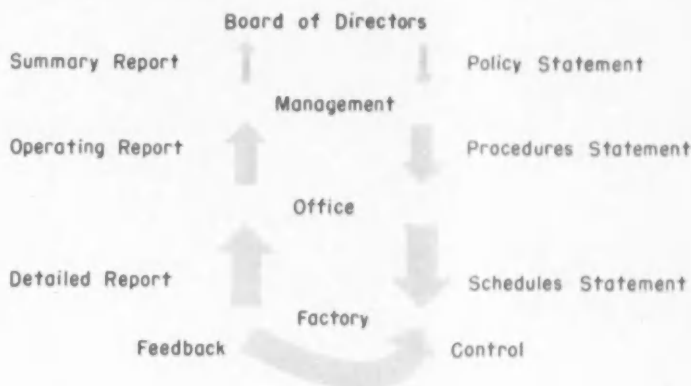 Board of Directors
Summary Report
Policy Statement
Management
Operating Report
Procedures Statement
Office
Detailed Report
Schedules Statement
Factory
Feedback
Control